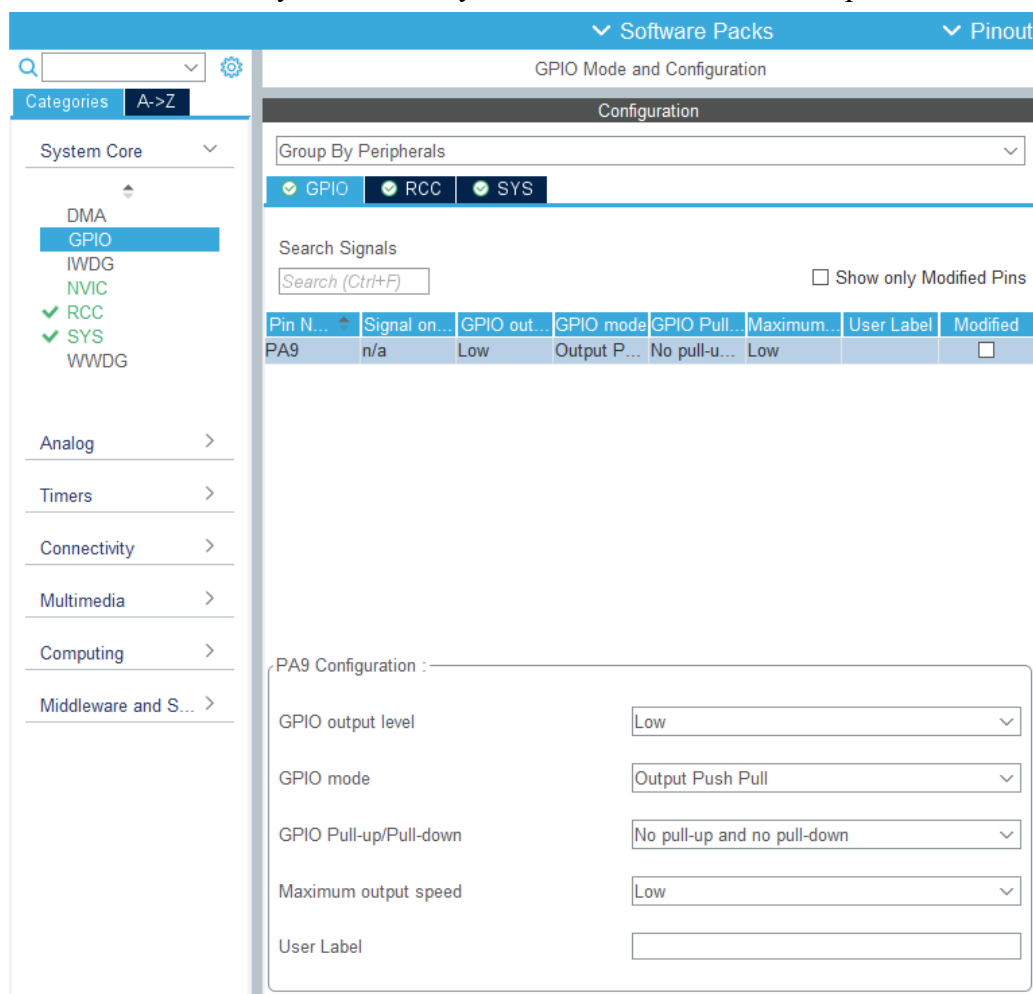 Software Packs
Pinout
GPIO Mode and Configuration
Categories
A->Z
Configuration
System Core
Group By Peripherals
GPIO
RCC
SYS
DMA
GPIO
IWDG
NVIC
RCC
SYS
WWDG
Search Signals
Search (Ctrl+F)
Show only Modified Pins
Pin N... Signal on... GPIO out... GPIO mode GPIO Pull... Maximum... User Label Modified
PA9 n/a Low Output P... No pull-u... Low
Analog
Timers
Connectivity
Multimedia
Computing
Middleware and S...
PA9 Configuration :
GPIO output level Low
GPIO mode Output Push Pull
GPIO Pull-up/Pull-down No pull-up and no pull-down
Maximum output speed Low
User Label